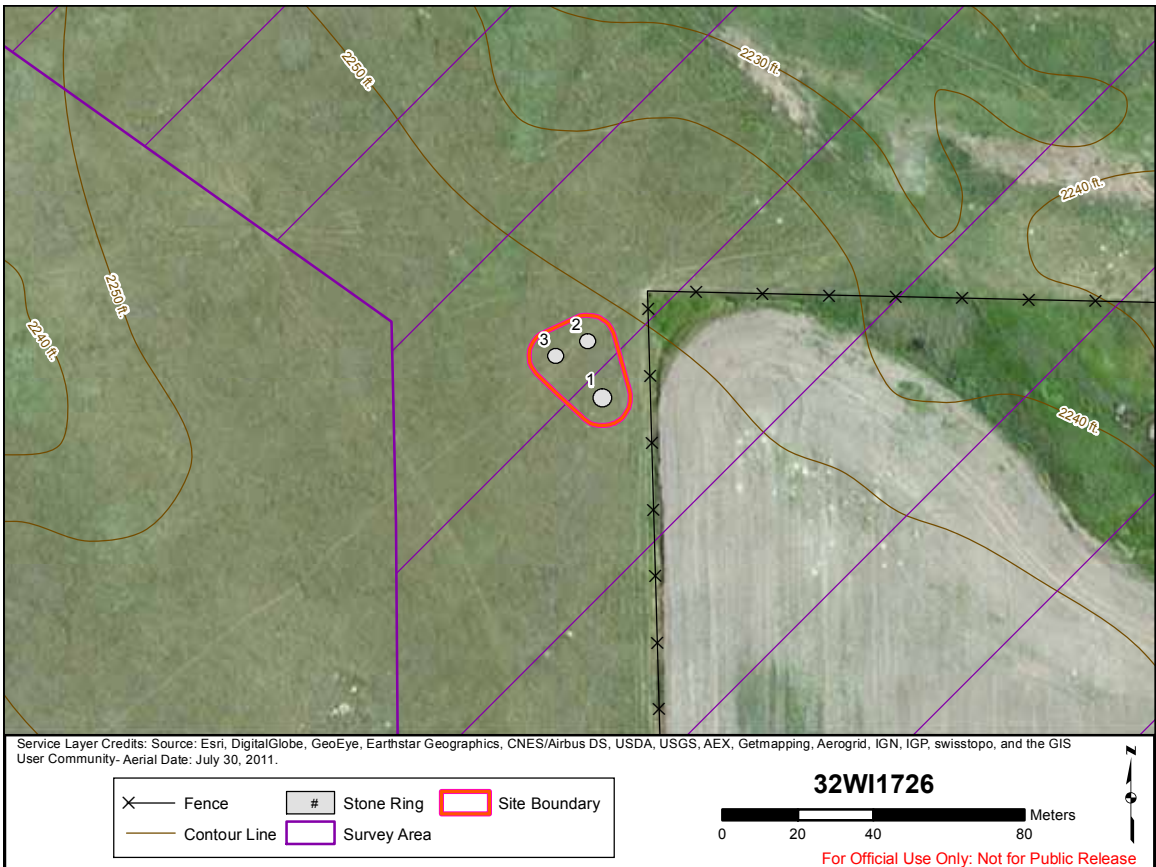 2250 ft.
2230 ft.
2240 ft.
2250 ft.
2240 ft.
2
3
1
2240 ft.
Service Layer Credits: Source: Esri, DigitalGlobe, GeoEye, Earthstar Geographics, CNES/Airbus DS, USDA, USGS, AEX, Getmapping, Aerogrid, IGN, IGP, swisstopo, and the GIS
User Community- Aerial Date: July 30, 2011.
Fence
# Stone Ring
Site Boundary
Contour Line
Survey Area
32WI1726
Meters
0 20 40 80
N
For Official Use Only: Not for Public Release